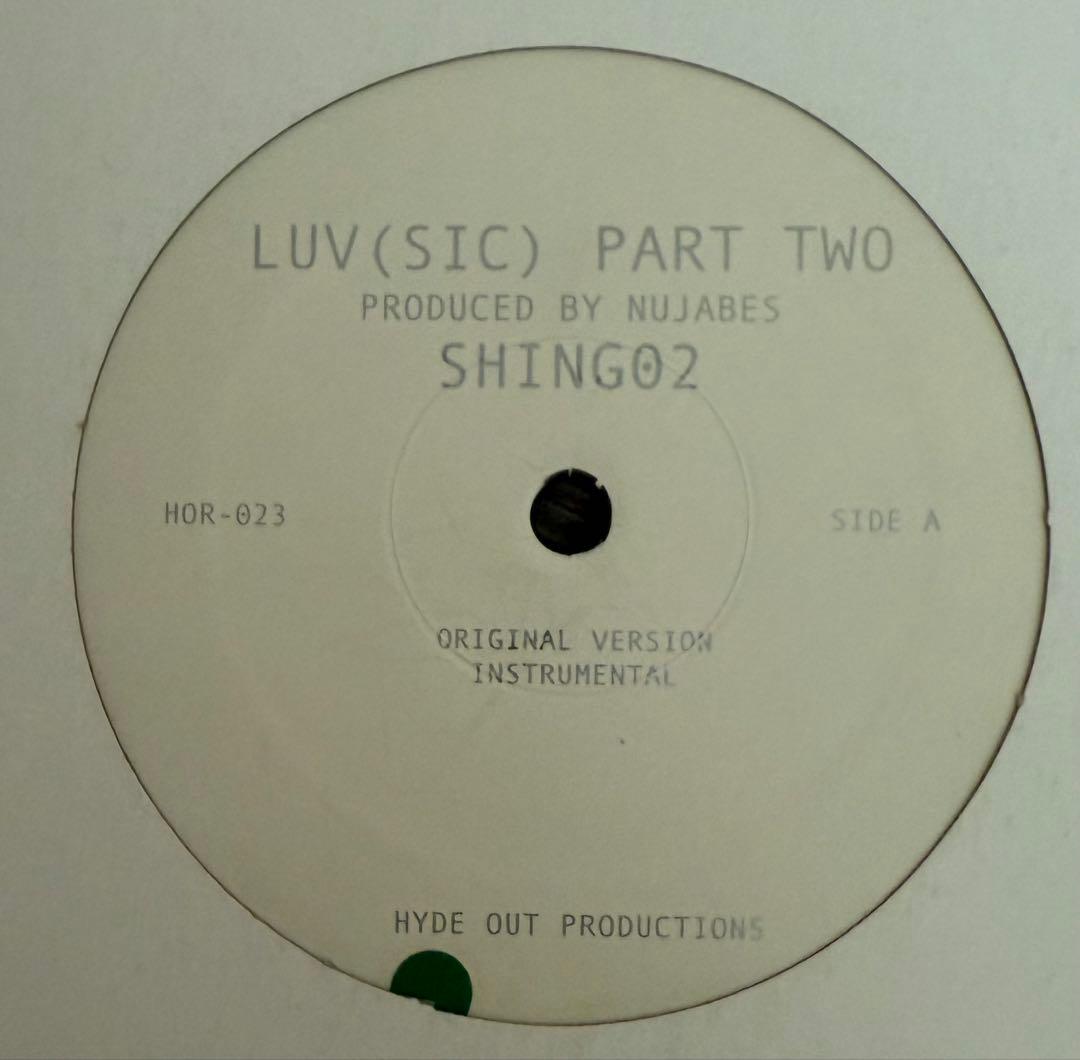 LUV(SIC) PART TWO
PRODUCED BY NUJABES
SHING02
HOR-023
SIDE A
ORIGINAL VERSION
INSTRUMENTAL
HYDE OUT PRODUCTIONS